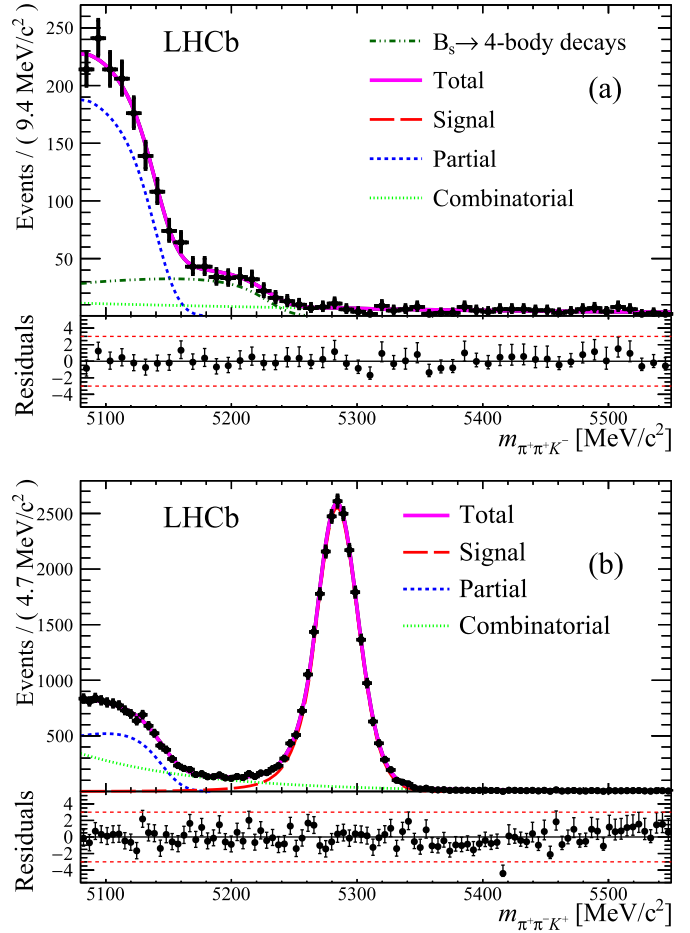 LHCb
B_s→ 4-body decays
Total
(a)
Signal
Partial
Combinatorial
Events / ( 9.4 MeV/c² )
250
200
150
100
50
Residuals
4
2
0
−2
−4
5100
5200
5300
5400
5500
m_π⁺π⁺K⁻ [MeV/c²]
LHCb
Total
Signal
(b)
Partial
Combinatorial
Events / ( 4.7 MeV/c² )
2500
2000
1500
1000
500
Residuals
4
2
0
−2
−4
5100
5200
5300
5400
5500
m_π⁺π⁻K⁺ [MeV/c²]